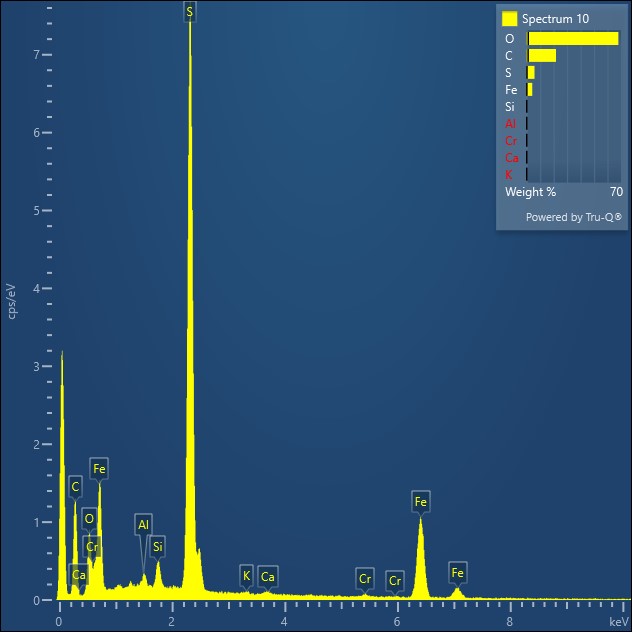 S
Spectrum 10
O
C
S
Fe
Si
Al
Cr
Ca
K
Weight % 70
Powered by Tru-Q®
7
6
5
4
3
2
1
0
cps/eV
C
Fe
O
Cr
Ca
Al
Si
K
Ca
Cr
Cr
Fe
Fe
0 2 4 6 8 keV